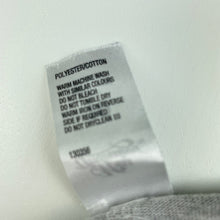 POLYESTER/COTTON
WARM MACHINE WASH
WITH SIMILAR COLOURS
DO NOT BLEACH
DO NOT TUMBLE DRY
WARM IRON ON REVERSE
SIDE IF REQUIRED
DO NOT DRYCLEAN
130356